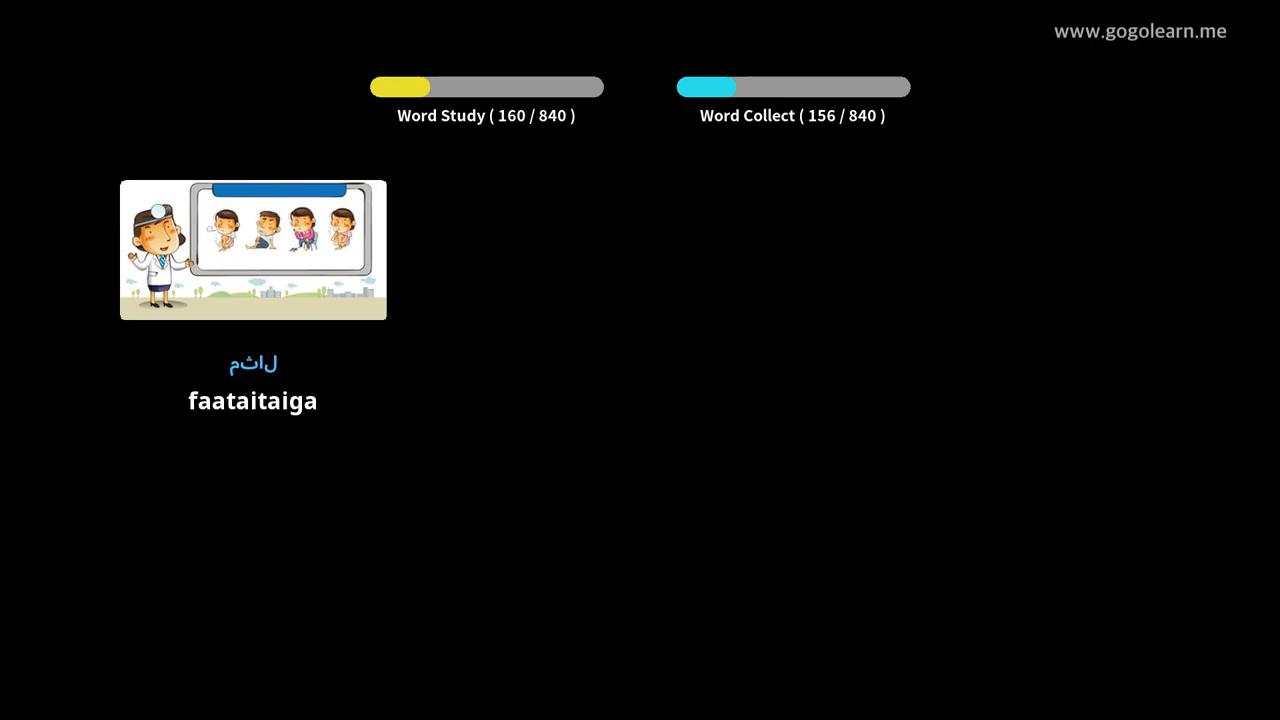 www.gogolearn.me
Word Study ( 160 / 840 )
Word Collect ( 156 / 840 )
مثال
faataitaiga